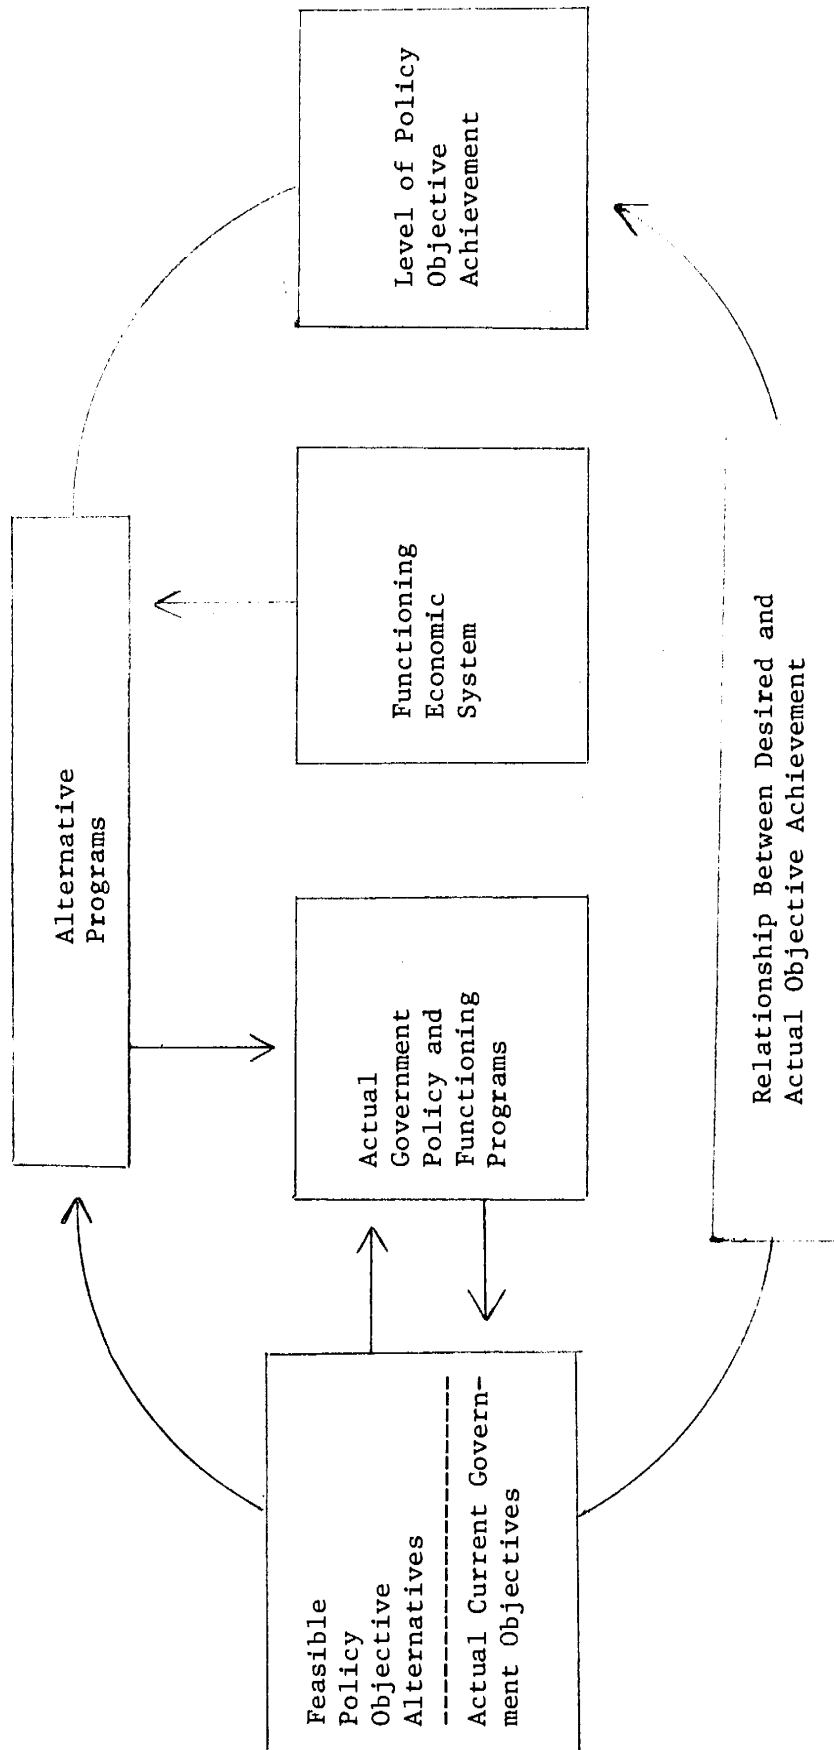 Alternative
Programs
Feasible
Policy
Objective
Alternatives
Actual Current Govern-
ment Objectives
Actual
Government
Policy and
Functioning
Programs
Functioning
Economic
System
Level of Policy
Objective
Achievement
Relationship Between Desired and
Actual Objective Achievement